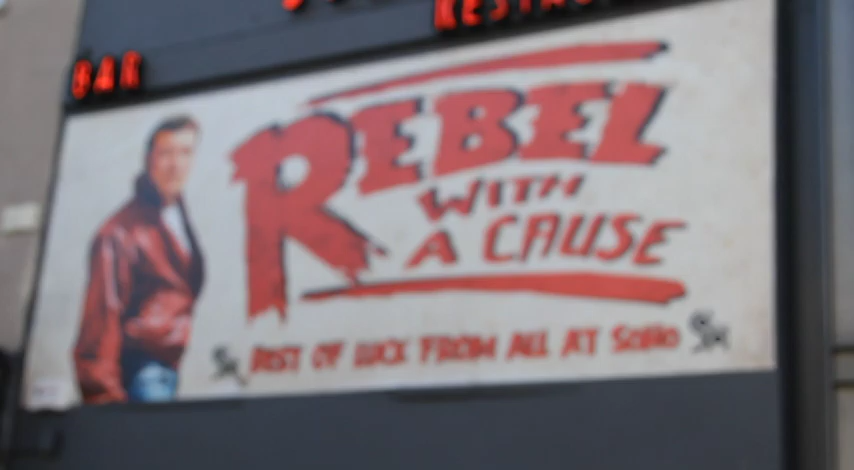 BAR
REBEL
WITH
A CAUSE
BEST OF LUCK FROM ALL AT SOHO